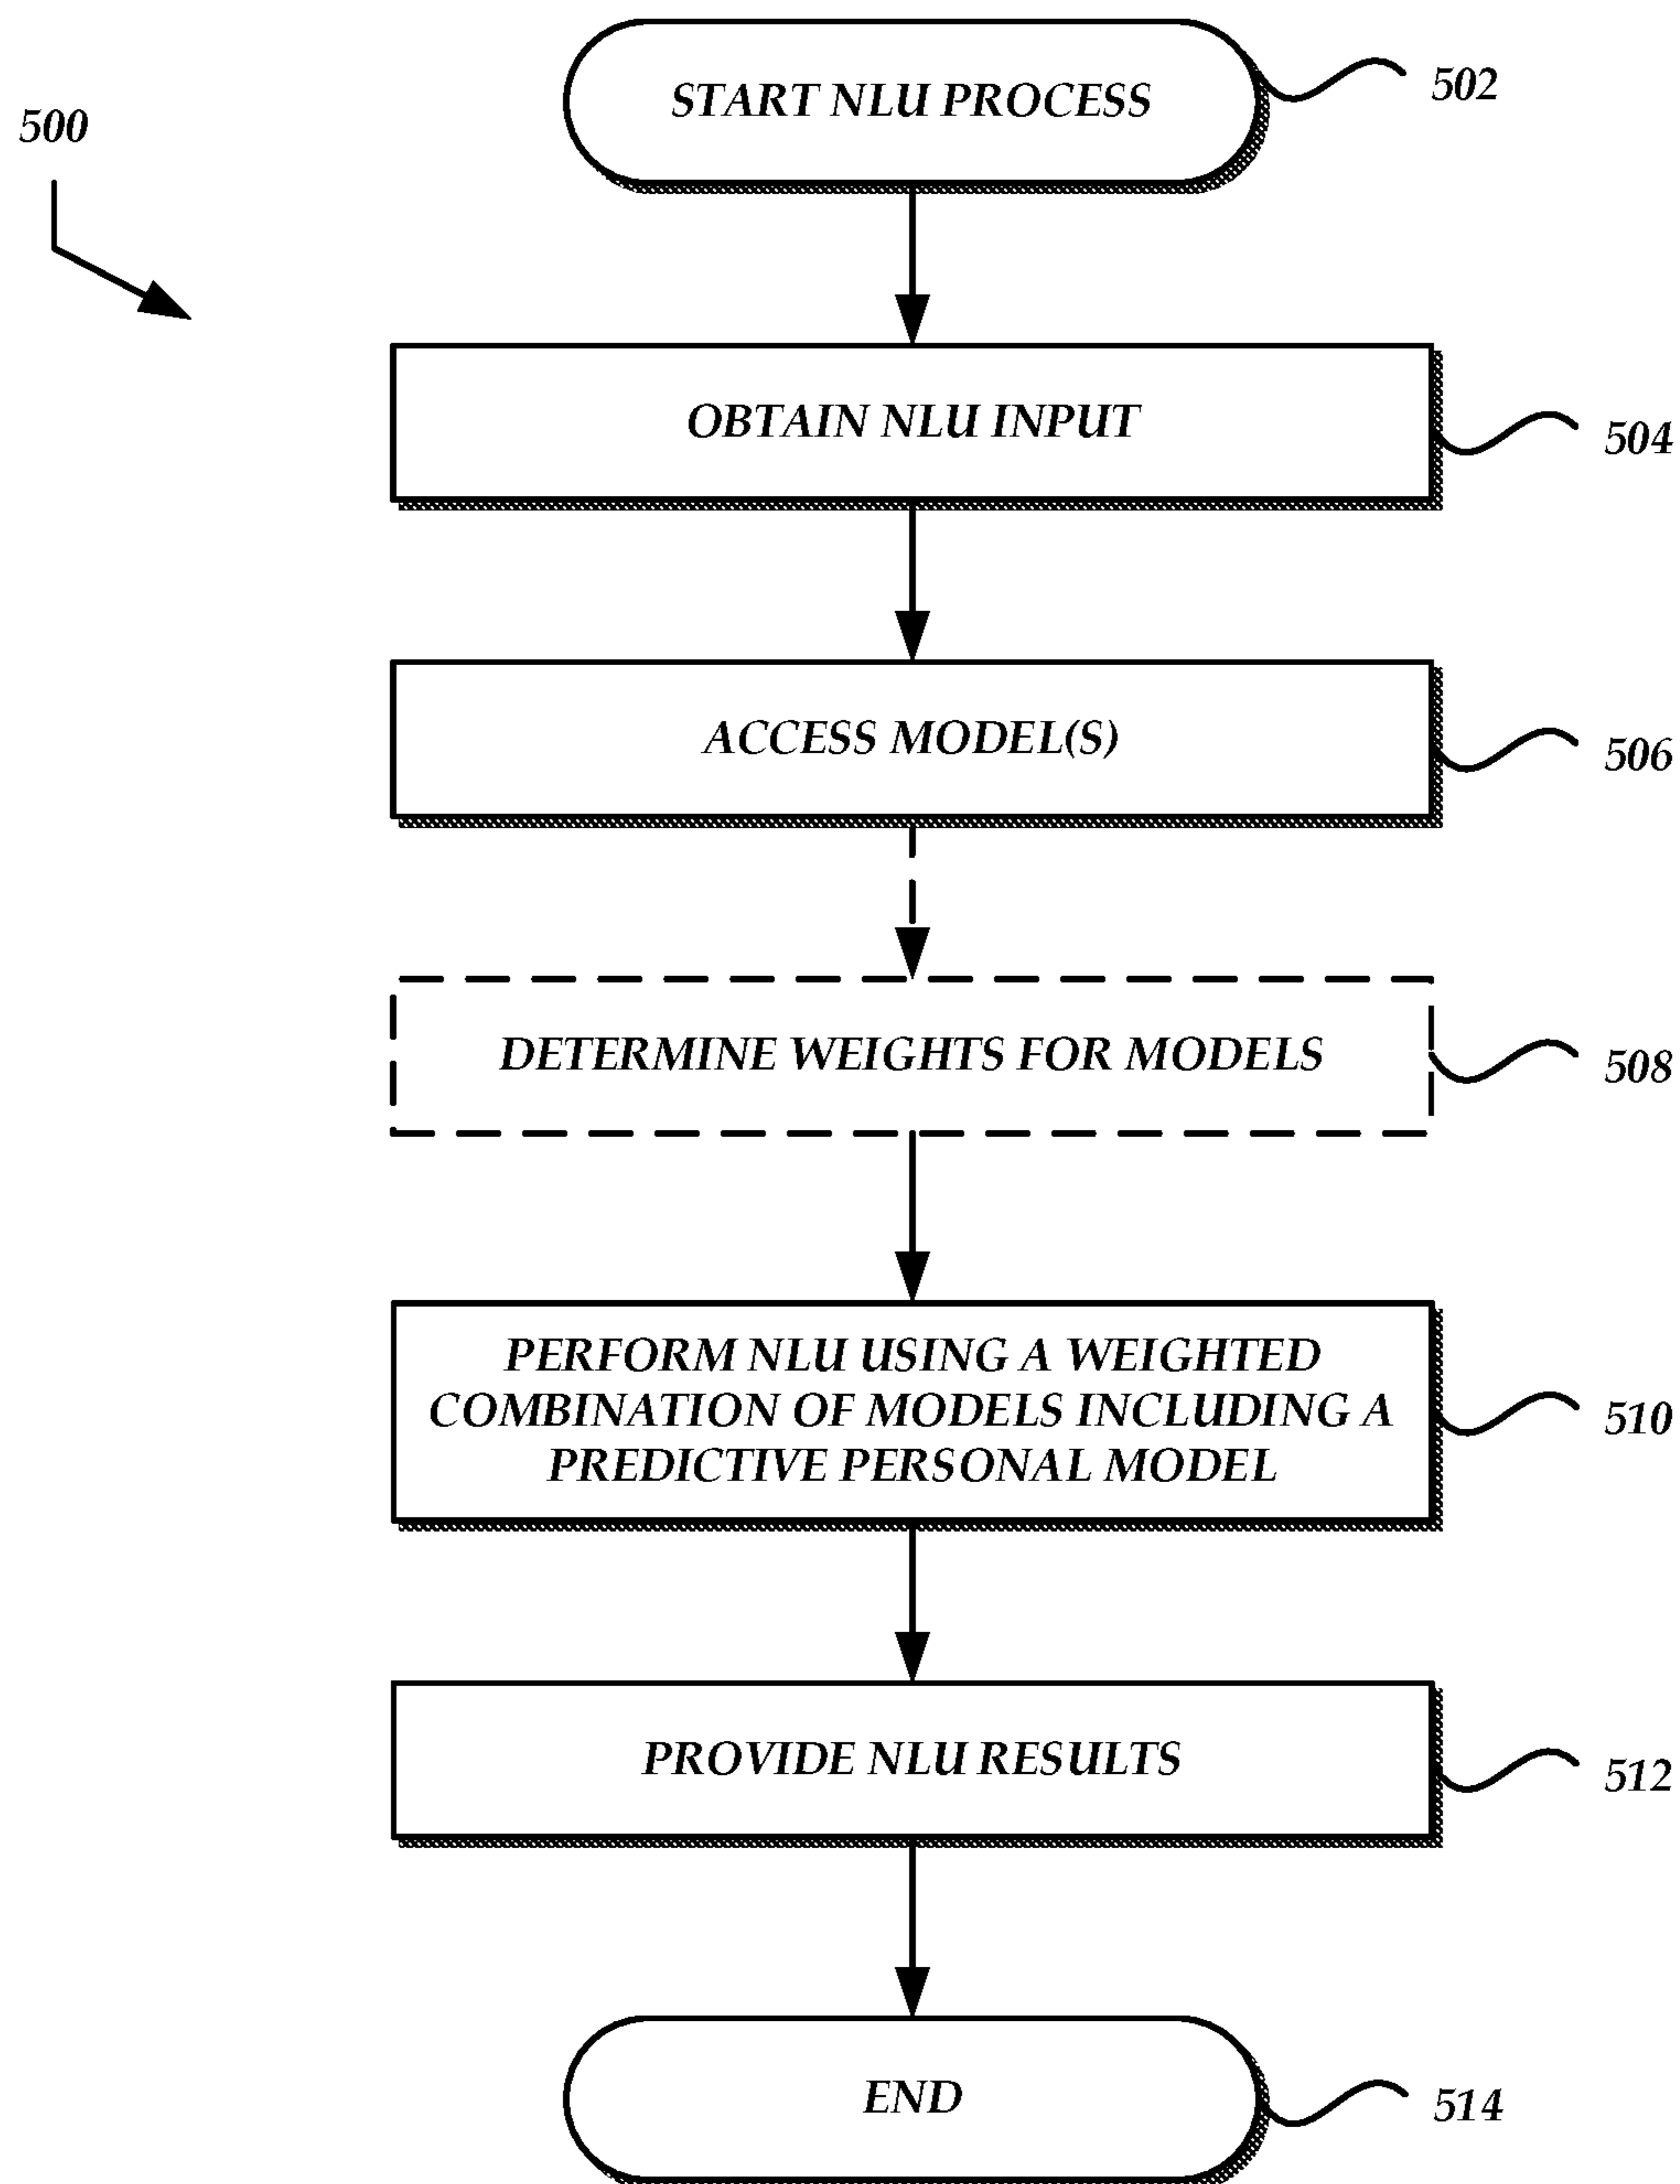 500
START NLU PROCESS
502
OBTAIN NLU INPUT
504
ACCESS MODEL(S)
506
DETERMINE WEIGHTS FOR MODELS
508
PERFORM NLU USING A WEIGHTED
COMBINATION OF MODELS INCLUDING A
PREDICTIVE PERSONAL MODEL
510
PROVIDE NLU RESULTS
512
END
514